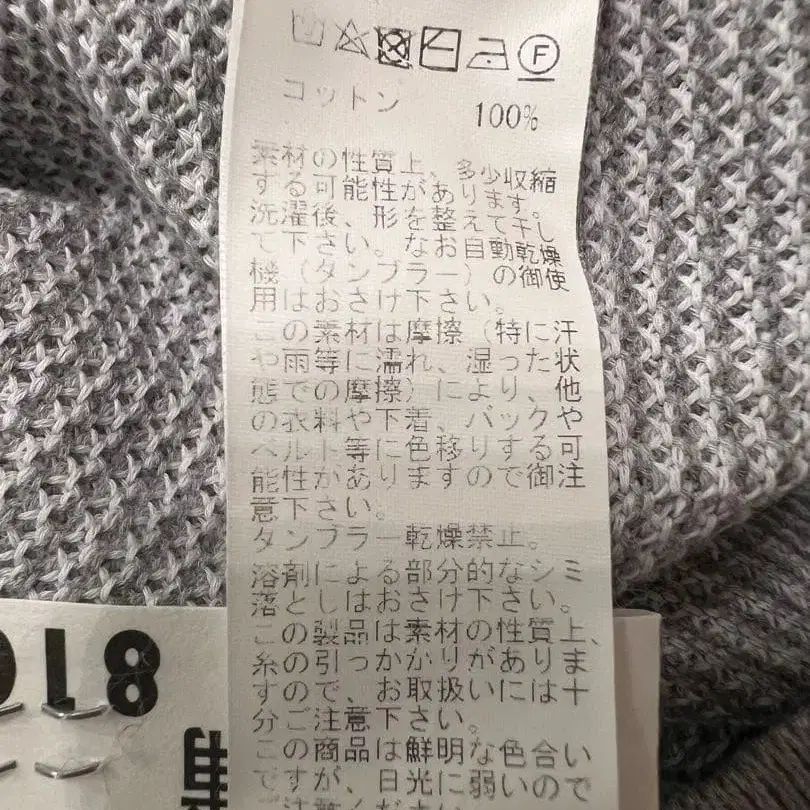 F
コットン 100%
素材の性質上、多少収縮
する可能性があります。
洗濯後、形を整えて干し
て下さい。なお自動乾燥
機（タンブラー）の御使
用はおさけ下さい。
この素材は摩擦（特に汗
や雨等に濡れ、湿った状
態での摩擦）により、他
の衣料や下着、バックや
ベルト等に色移りする可
能性がありますので御注
意下さい。
タンブラー乾燥禁止。
溶剤による部分的なシミ
落としはおさけ下さい。
この製品は素材の性質上、
糸の引っかかりがありま
すので、お取扱いには十
分ご注意下さい。
この商品は鮮明な色合い
ですが、日光に弱いので
818